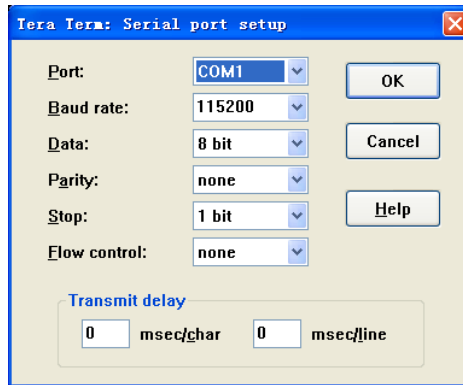 Tera Term: Serial port setup
Port: COM1
OK
Baud rate: 115200
Data: 8 bit
Cancel
Parity: none
Stop: 1 bit
Help
Flow control: none
Transmit delay
0 msec/char 0 msec/line